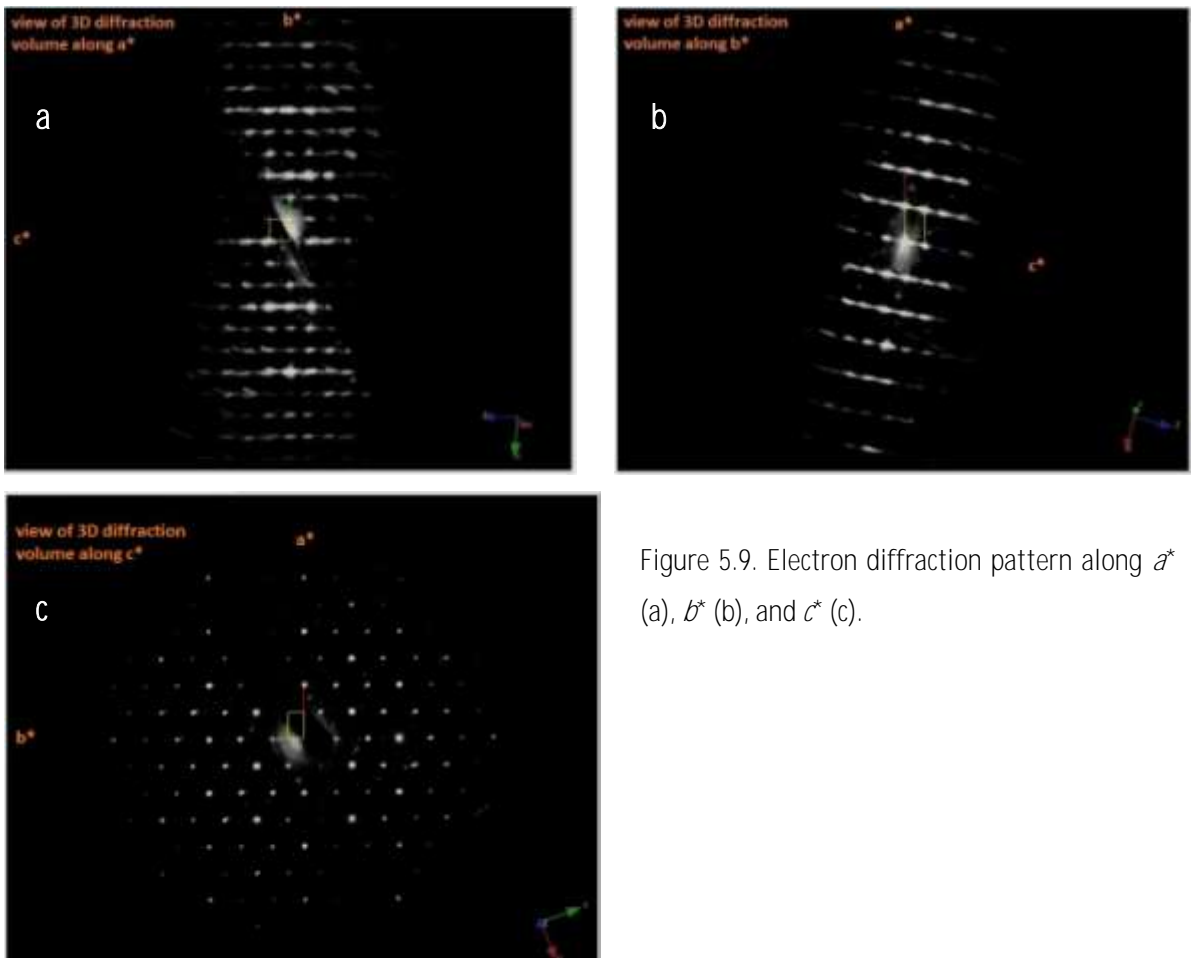 view of 3D diffraction
volume along a*
b*
a
c*
view of 3D diffraction
volume along b*
a*
b
c*
view of 3D diffraction
volume along c*
a*
c
b*
Figure 5.9. Electron diffraction pattern along a*
(a), b* (b), and c* (c).